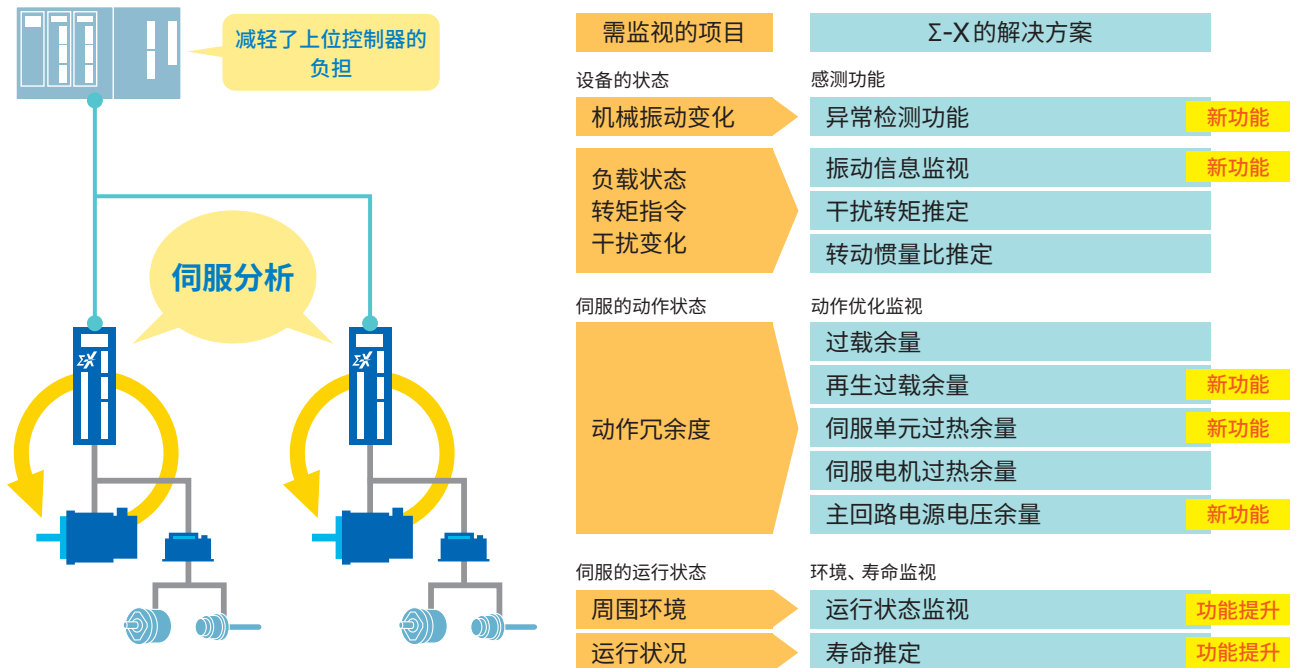 减轻了上位控制器的
负担
伺服分析
Σ-X
Σ-X
需监视的项目
Σ-X的解决方案
设备的状态
感测功能
机械振动变化
异常检测功能
新功能
负载状态
转矩指令
干扰变化
振动信息监视
新功能
干扰转矩推定
转动惯量比推定
伺服的动作状态
动作优化监视
动作冗余度
过载余量
再生过载余量
新功能
伺服单元过热余量
新功能
伺服电机过热余量
主回路电源电压余量
新功能
伺服的运行状态
环境、寿命监视
周围环境
运行状态监视
功能提升
运行状况
寿命推定
功能提升